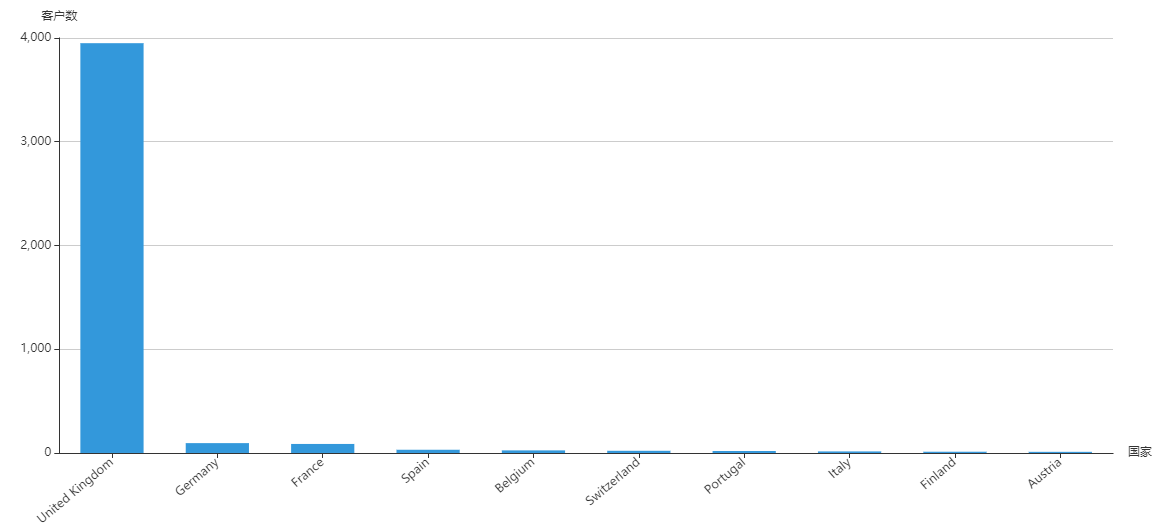 客户数
4,000
3,000
2,000
1,000
0
United Kingdom
Germany
France
Spain
Belgium
Switzerland
Portugal
Italy
Finland
Austria
国家